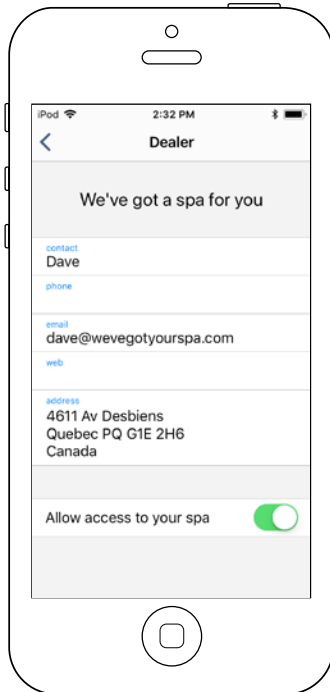 iPod 2:32 PM
Dealer
We've got a spa for you
contact
Dave
phone
email
dave@wevegotyourspa.com
web
address
4611 Av Desbiens
Quebec PQ G1E 2H6
Canada
Allow access to your spa